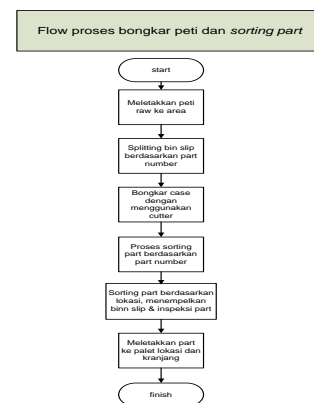 Flow proses bongkar peti dan sorting part
start
Meletakkan peti
raw ke area
Splitting bin slip
berdasarkan part
number
Bongkar case
dengan
menggunakan
cutter
Proses sorting
part berdasarkan
part number
Sorting part berdasarkan
lokasi, menempelkan
binn slip & inspeksi part
Meletakkan part
ke palet lokasi dan
kranjang
finish